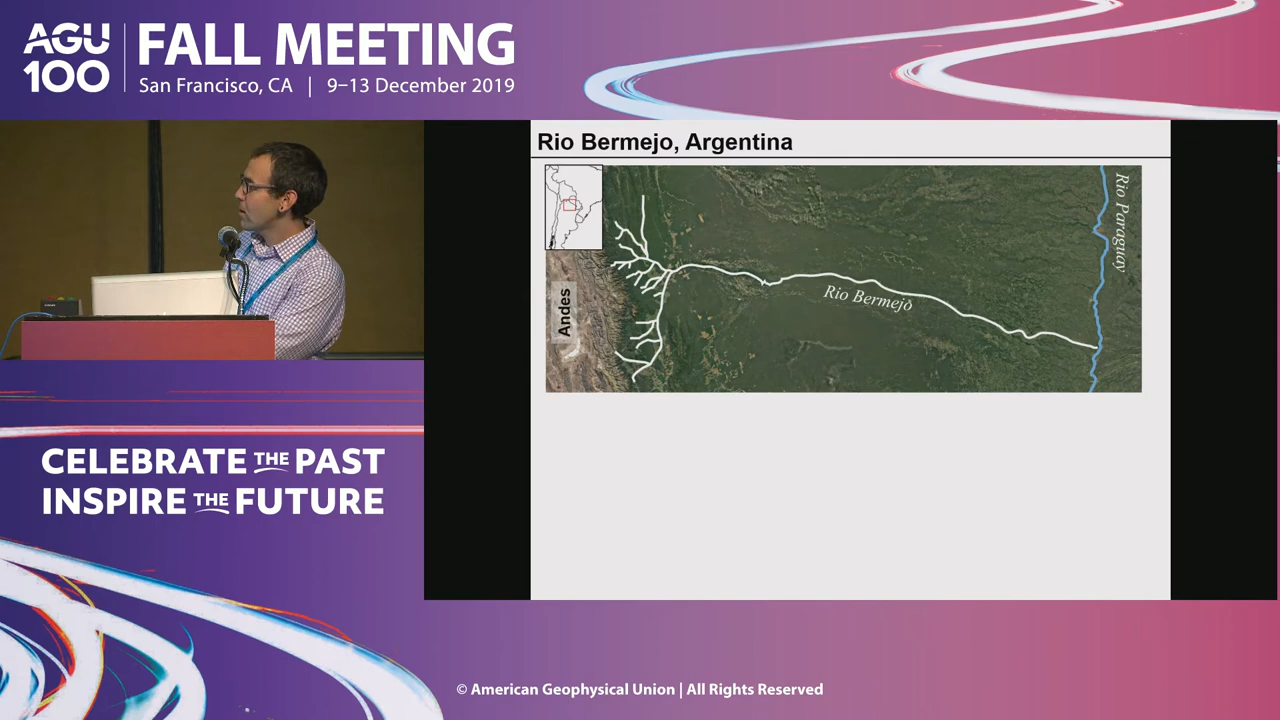 AGU
100
FALL MEETING
San Francisco, CA | 9–13 December 2019
Rio Bermejo, Argentina
Rio Paraguay
Rio Bermejo
Andes
CELEBRATE THE PAST
INSPIRE THE FUTURE
© American Geophysical Union | All Rights Reserved